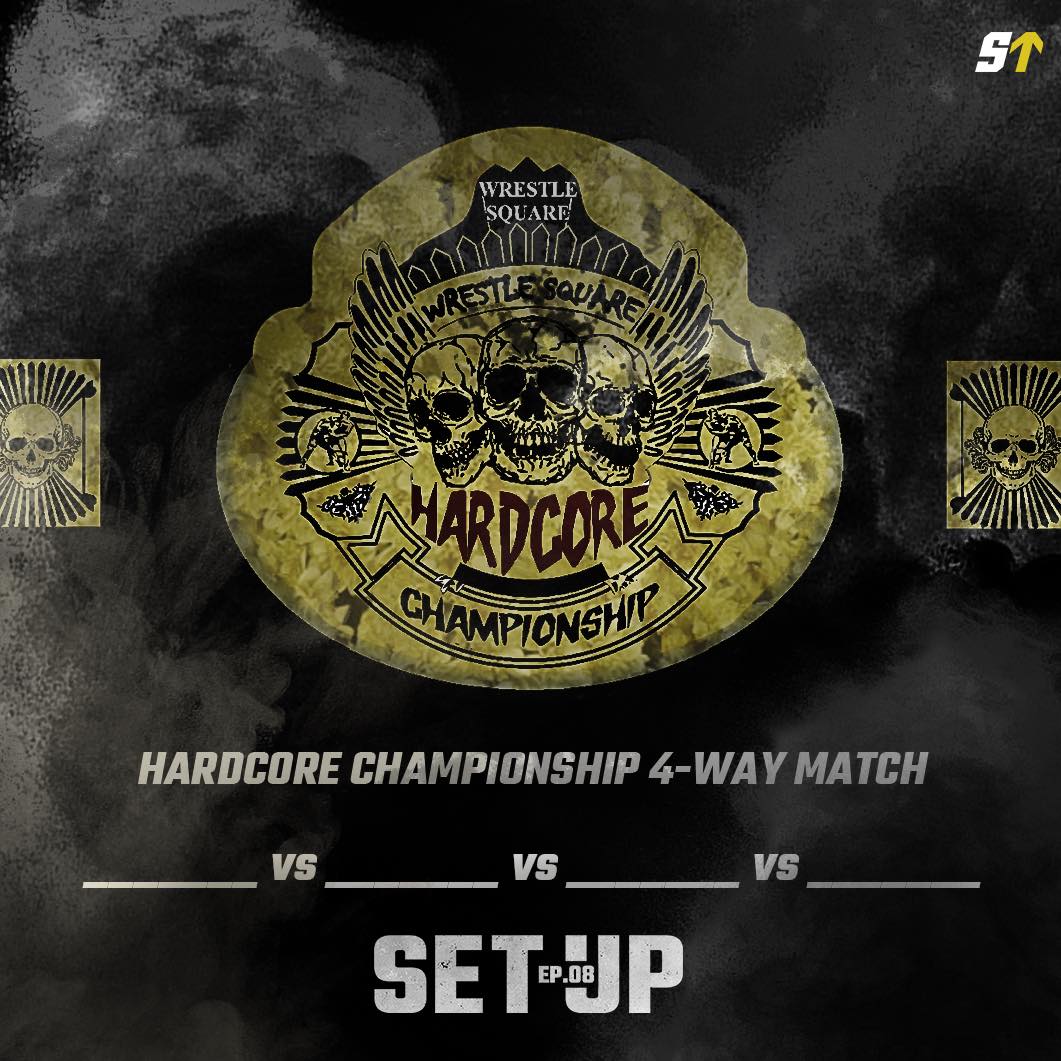 ST
WRESTLE
SQUARE
WRESTLE SQUARE
HARDCORE
CHAMPIONSHIP
HARDCORE CHAMPIONSHIP 4-WAY MATCH
________ VS ________ VS ________ VS ________
SET UP
EP.08